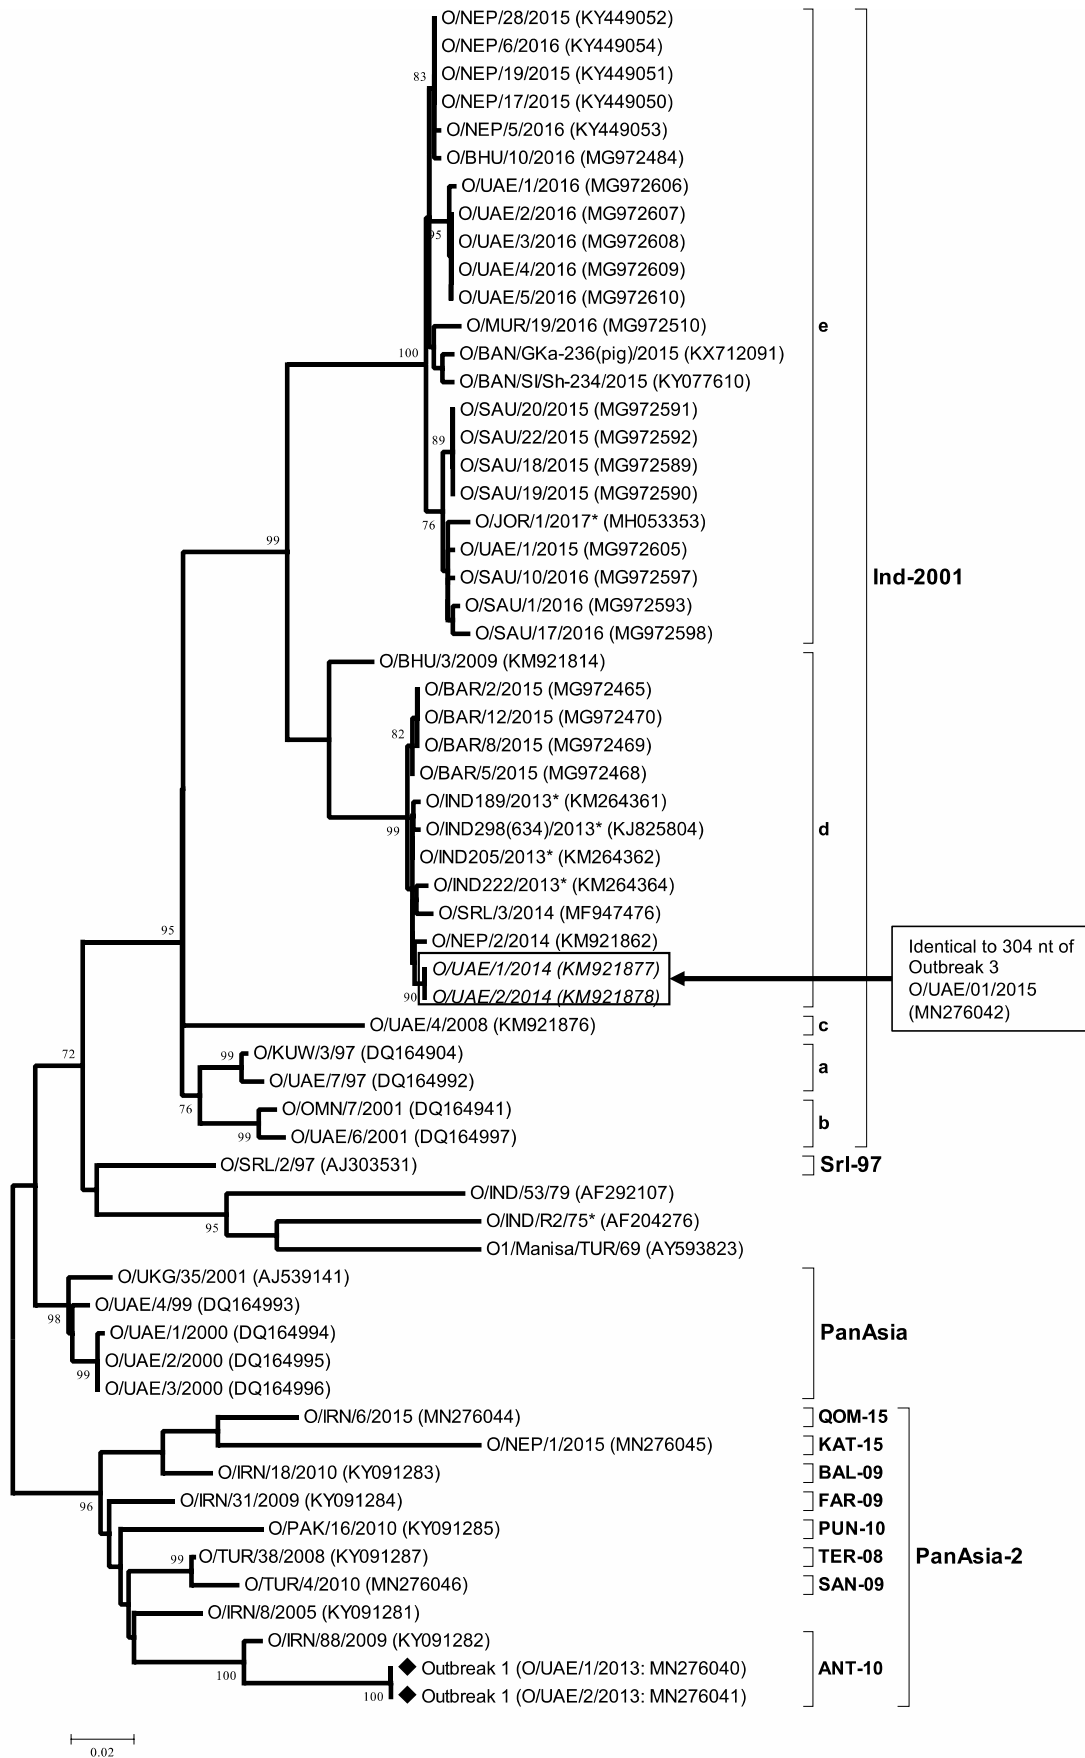 O/NEP/28/2015 (KY449052)
O/NEP/6/2016 (KY449054)
O/NEP/19/2015 (KY449051)
83
O/NEP/17/2015 (KY449050)
O/NEP/5/2016 (KY449053)
O/BHU/10/2016 (MG972484)
O/UAE/1/2016 (MG972606)
O/UAE/2/2016 (MG972607)
95
O/UAE/3/2016 (MG972608)
O/UAE/4/2016 (MG972609)
O/UAE/5/2016 (MG972610)
O/MUR/19/2016 (MG972510)
e
100
O/BAN/GKa-236(pig)/2015 (KX712091)
O/BAN/SI/Sh-234/2015 (KY077610)
O/SAU/20/2015 (MG972591)
89
O/SAU/22/2015 (MG972592)
O/SAU/18/2015 (MG972589)
O/SAU/19/2015 (MG972590)
76
O/JOR/1/2017* (MH053353)
99
O/UAE/1/2015 (MG972605)
O/SAU/10/2016 (MG972597)
Ind-2001
O/SAU/1/2016 (MG972593)
O/SAU/17/2016 (MG972598)
O/BHU/3/2009 (KM921814)
O/BAR/2/2015 (MG972465)
O/BAR/12/2015 (MG972470)
82
O/BAR/8/2015 (MG972469)
O/BAR/5/2015 (MG972468)
O/IND189/2013* (KM264361)
99
O/IND298(634)/2013* (KJ825804)
d
O/IND205/2013* (KM264362)
O/IND222/2013* (KM264364)
O/SRL/3/2014 (MF947476)
95
O/NEP/2/2014 (KM921862)
O/UAE/1/2014 (KM921877)
90
O/UAE/2/2014 (KM921878)
Identical to 304 nt of
Outbreak 3
O/UAE/01/2015
(MN276042)
O/UAE/4/2008 (KM921876)
c
72
99
O/KUW/3/97 (DQ164904)
a
O/UAE/7/97 (DQ164992)
76
O/OMN/7/2001 (DQ164941)
b
99
O/UAE/6/2001 (DQ164997)
O/SRL/2/97 (AJ303531)
Srl-97
O/IND/53/79 (AF292107)
95
O/IND/R2/75* (AF204276)
O1/Manisa/TUR/69 (AY593823)
O/UKG/35/2001 (AJ539141)
98
O/UAE/4/99 (DQ164993)
O/UAE/1/2000 (DQ164994)
PanAsia
O/UAE/2/2000 (DQ164995)
99
O/UAE/3/2000 (DQ164996)
O/IRN/6/2015 (MN276044)
QOM-15
O/NEP/1/2015 (MN276045)
KAT-15
O/IRN/18/2010 (KY091283)
BAL-09
96
O/IRN/31/2009 (KY091284)
FAR-09
O/PAK/16/2010 (KY091285)
PUN-10
99
O/TUR/38/2008 (KY091287)
TER-08
PanAsia-2
O/TUR/4/2010 (MN276046)
SAN-09
O/IRN/8/2005 (KY091281)
O/IRN/88/2009 (KY091282)
100
Outbreak 1 (O/UAE/1/2013: MN276040)
ANT-10
100
Outbreak 1 (O/UAE/2/2013: MN276041)
0.02